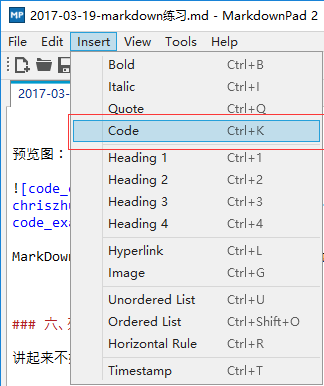 2017-03-19-markdown练习.md - MarkdownPad 2
File Edit Insert View Tools Help
2017-03-
Bold Ctrl+B
Italic Ctrl+I
Quote Ctrl+Q
Code Ctrl+K
预览图：
Heading 1 Ctrl+1
Heading 2 Ctrl+2
![code_
Heading 3 Ctrl+3
chriszh
Heading 4 Ctrl+4
code_exa
Hyperlink Ctrl+L
MarkDown
Image Ctrl+G
Unordered List Ctrl+U
### 六、
Ordered List Ctrl+Shift+O
Horizontal Rule Ctrl+R
讲起来不
Timestamp Ctrl+T